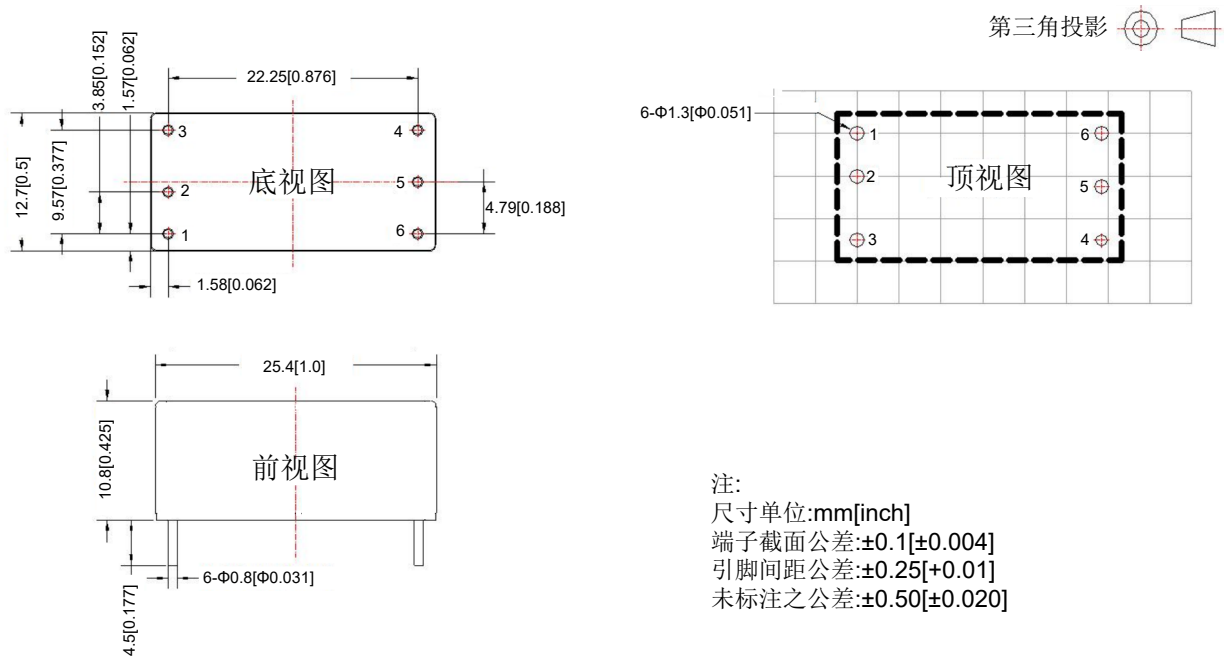 第三角投影
3.85[0.152]
1.57[0.062]
22.25[0.876]
12.7[0.5]
9.57[0.377]
3
4
底视图
2
5
4.79[0.188]
1
6
1.58[0.062]
6-Φ1.3[Φ0.051]
1
6
2
顶视图
5
3
4
25.4[1.0]
10.8[0.425]
前视图
4.5[0.177]
6-Φ0.8[Φ0.031]
注:
尺寸单位:mm[inch]
端子截面公差:±0.1[±0.004]
引脚间距公差:±0.25[+0.01]
未标注之公差:±0.50[±0.020]